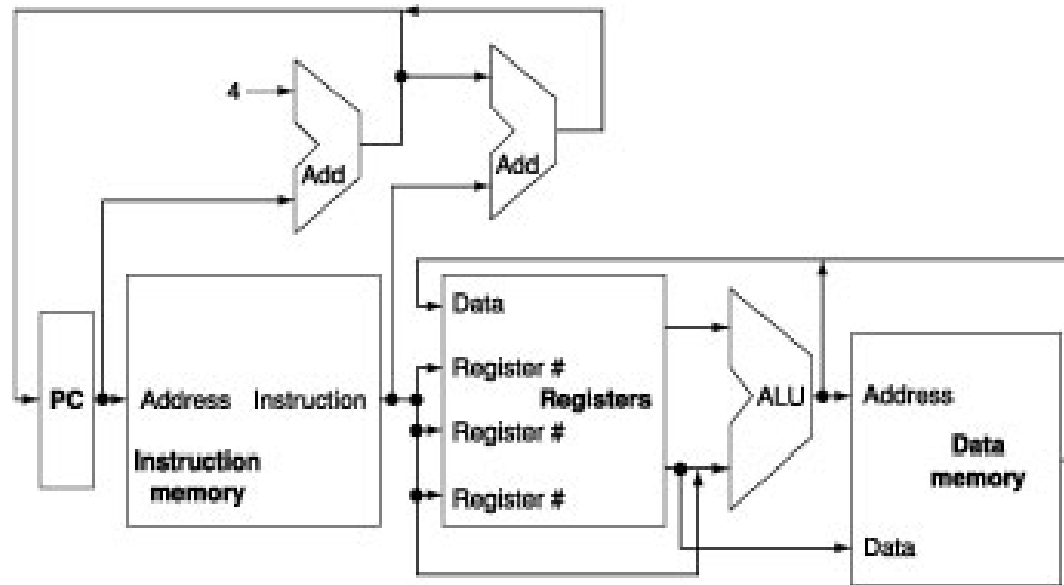 4
Add
Add
Data
Register #
PC
Address
Instruction
Registers
ALU
Address
Register #
Instruction
memory
Data
memory
Register #
Data